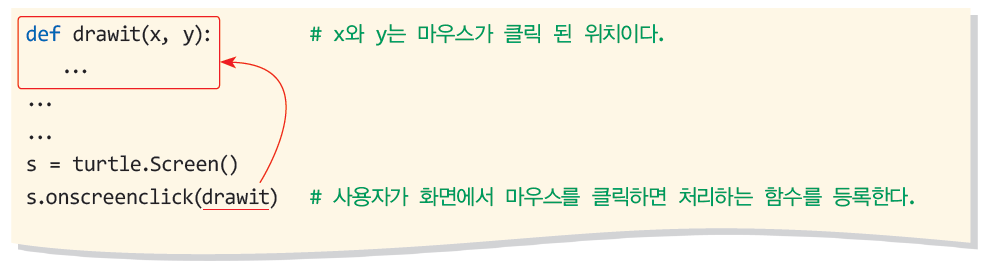 def drawit(x, y): # x와 y는 마우스가 클릭 된 위치이다.
...
...
...
s = turtle.Screen()
s.onscreenclick(drawit) # 사용자가 화면에서 마우스를 클릭하면 처리하는 함수를 등록한다.